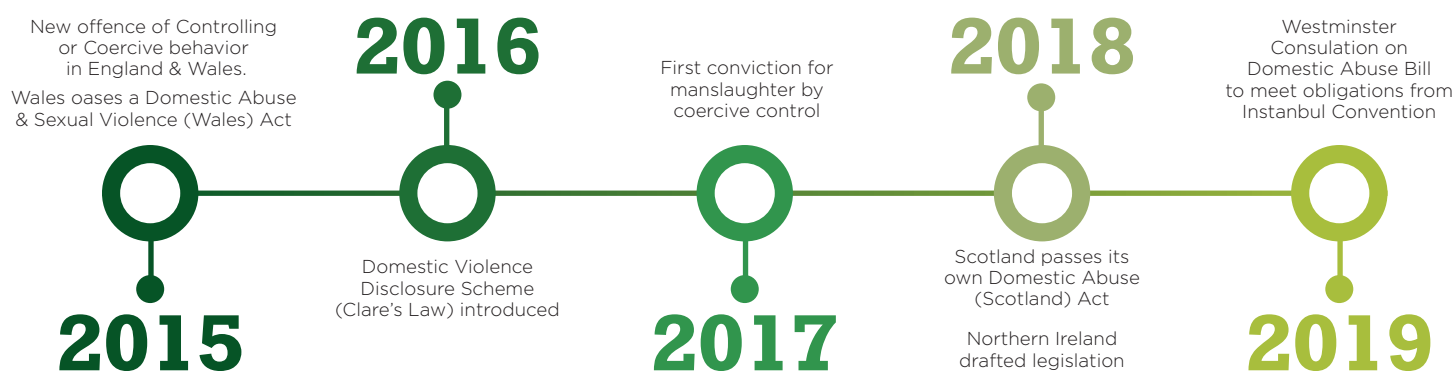 New offence of Controlling
or Coercive behavior
in England & Wales.
Wales oases a Domestic Abuse
& Sexual Violence (Wales) Act
2015
2016
Domestic Violence
Disclosure Scheme
(Clare's Law) introduced
First conviction for
manslaughter by
coercive control
2017
2018
Scotland passes its
own Domestic Abuse
(Scotland) Act
Northern Ireland
drafted legislation
Westminster
Consulation on
Domestic Abuse Bill
to meet obligations from
Instanbul Convention
2019